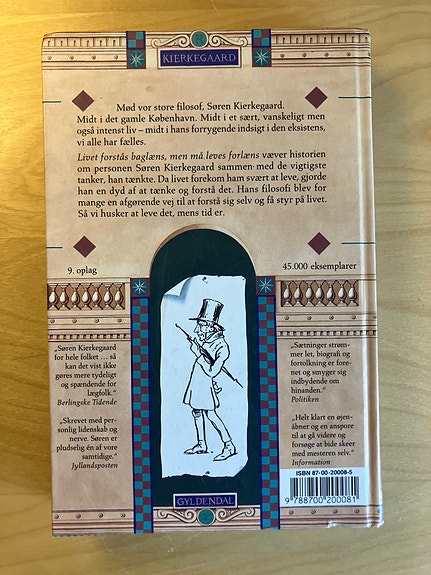 KIERKEGAARD
Mød vor store filosof, Søren Kierkegaard.
Midt i det gamle København. Midt i et sært, vanskeligt men
også intenst liv – midt i hans forrygende indsigt i den eksistens,
vi alle har fælles.
Livet forstås baglæns, men må leves forlæns væver historien
om personen Søren Kierkegaard sammen med de vigtigste
tanker, han tænkte. Da livet forekom ham svært at leve, gjorde
han en dyd af at tænke og forstå det. Hans filosofi blev for
mange en afgørende vej til at forstå sig selv og få styr på livet.
Så vi husker at leve det, mens tid er.
9. oplag
45.000 eksemplarer
„Søren Kierkegaard
for hele folket ... så
kan det vist ikke
gøres mere tydeligt
og spændende for
lægfolk.“
Berlingske Tidende
„Skrevet med per-
sonlig lidenskab og
nerve. Søren er
pludselig én af vore
samtidige.“
Jyllandsposten
„Sætninger strøm-
mer let, biografi og
fortolkning er fore-
net og smyger sig
indbydende om
hinanden.“
Politiken
„Helt klart en øjen-
åbner og en anspore
til at gå videre og
forsøge at bide skeer
med mesteren selv.“
Information
ISBN 87-00-20008-5
9 788700 200081
GYLDENDAL